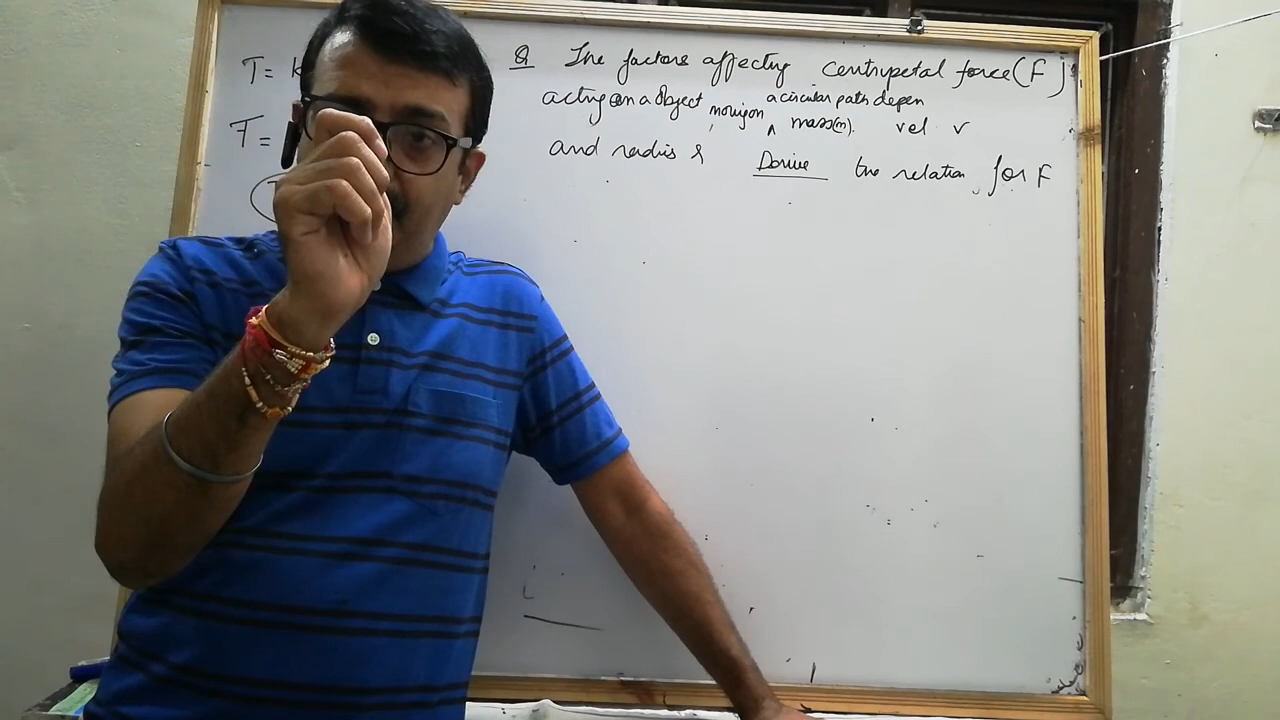 T= k
Q The factors affecting centripetal force (F)
acting on a object moving on a circular path depen
mass(m). vel v
and radius r Derive the relation for F
T=